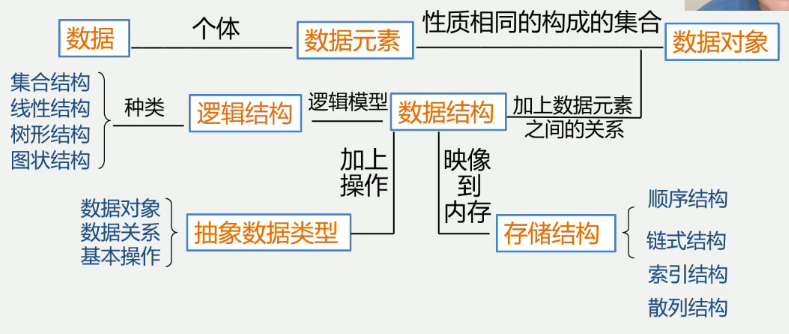 数据
个体
数据元素
性质相同的构成的集合
数据对象
集合结构
线性结构
树形结构
图状结构
种类
逻辑结构
逻辑模型
数据结构
加上数据元素
之间的关系
加上
操作
映像
到
内存
数据对象
数据关系
基本操作
抽象数据类型
存储结构
顺序结构
链式结构
索引结构
散列结构